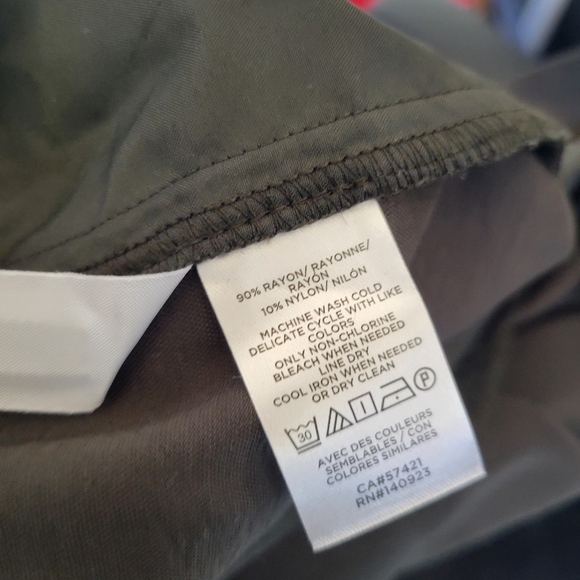 90% RAYON/ RAYONNE/
RAYÓN
10% NYLON/ NILÓN
MACHINE WASH COLD
DELICATE CYCLE WITH LIKE
COLORS
ONLY NON-CHLORINE
BLEACH WHEN NEEDED
LINE DRY
COOL IRON WHEN NEEDED
OR DRY CLEAN
30 P
AVEC DES COULEURS
SEMBLABLES / CON
COLORES SIMILARES
CA#57421
RN#140923